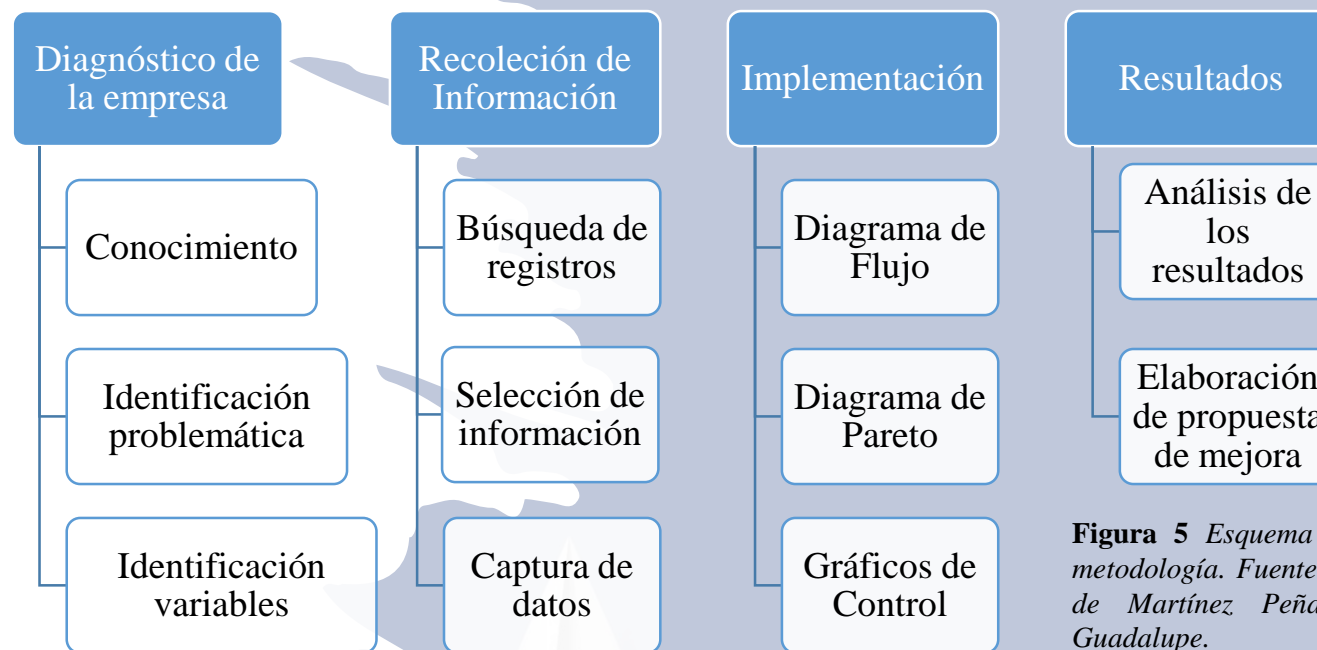 Diagnóstico de
la empresa
Conocimiento
Identificación
problemática
Identificación
variables
Recoleción de
Información
Búsqueda de
registros
Selección de
información
Captura de
datos
Implementación
Diagrama de
Flujo
Diagrama de
Pareto
Gráficos de
Control
Resultados
Análisis de
los
resultados
Elaboración
de propuesta
de mejora
Figura 5 Esquema
metodología. Fuente
de Martínez Peña
Guadalupe.